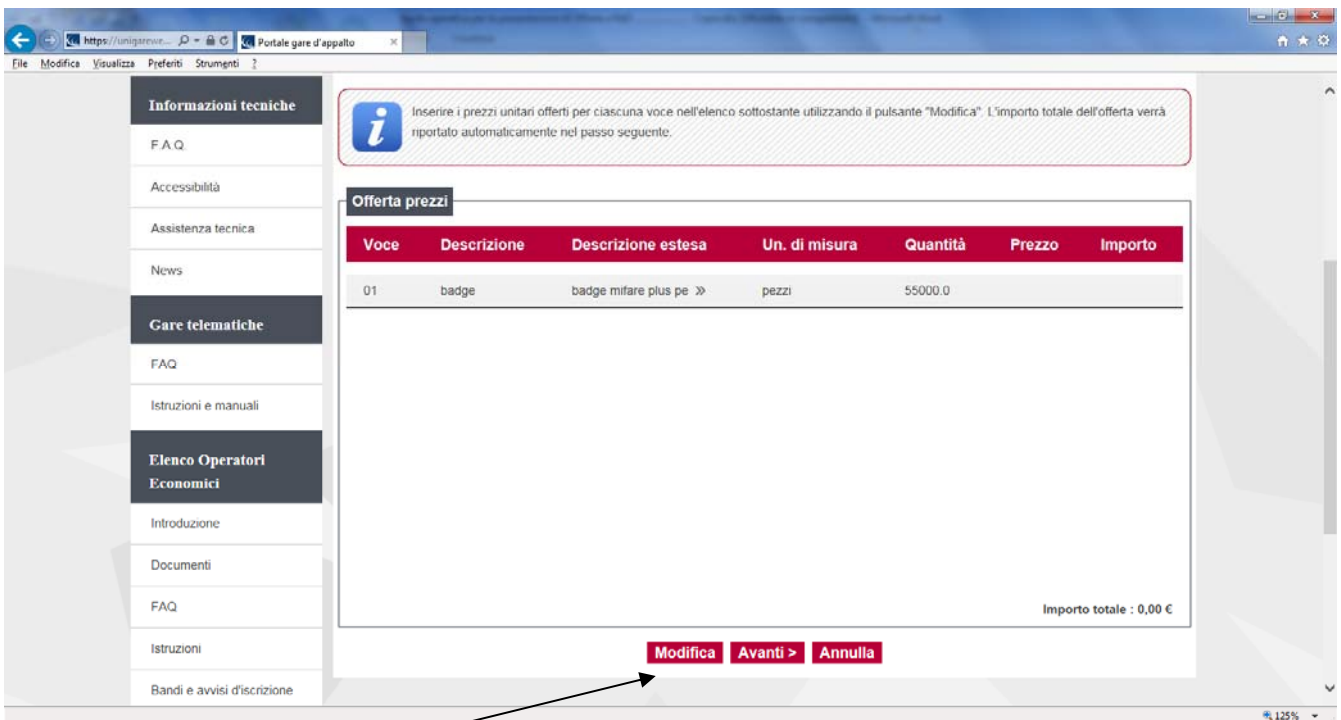 https://unigarewe...
Portale gare d'appalto
File Modifica Visualizza Preferiti Strumenti ?
Informazioni tecniche
F A Q
Accessibilità
Assistenza tecnica
News
Gare telematiche
FAQ
Istruzioni e manuali
Elenco Operatori
Economici
Introduzione
Documenti
FAQ
Istruzioni
Bandi e avvisi d'iscrizione
Inserire i prezzi unitari offerti per ciascuna voce nell'elenco sottostante utilizzando il pulsante "Modifica". L'importo totale dell'offerta verrà
riportato automaticamente nel passo seguente.
Offerta prezzi
Voce Descrizione Descrizione estesa Un. di misura Quantità Prezzo Importo
01 badge badge mifare plus pe » pezzi 55000.0
Importo totale : 0,00 €
Modifica Avanti > Annulla
125%